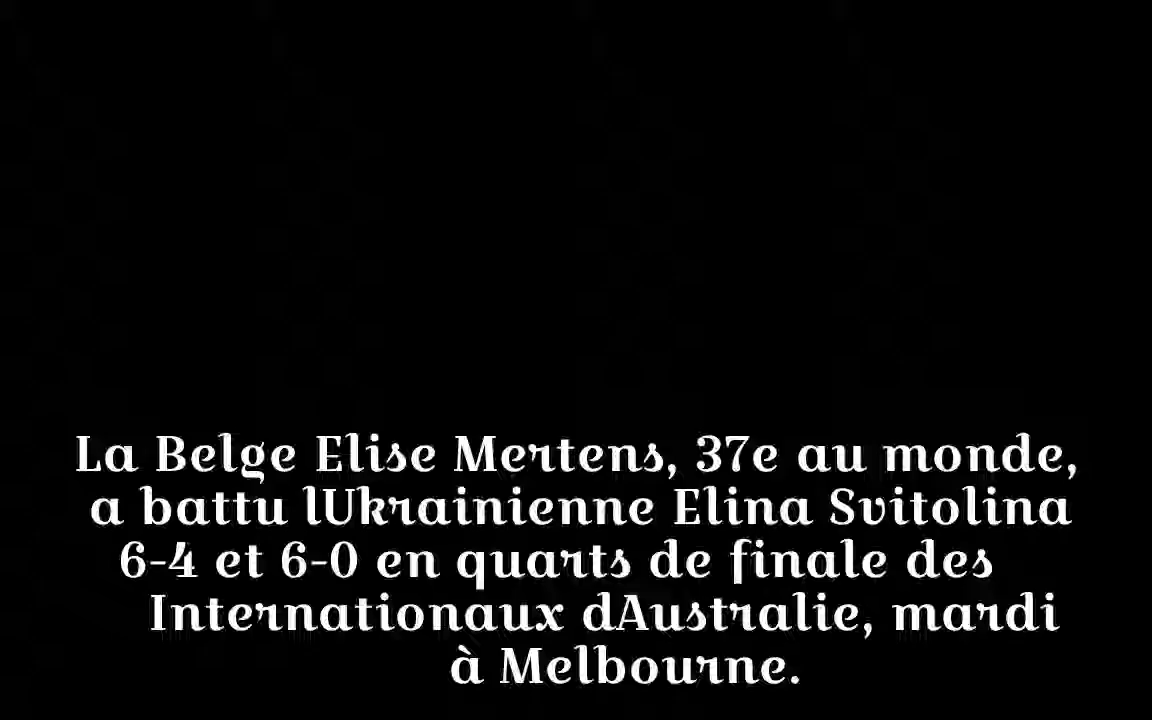 La Belge Elise Mertens, 37e au monde,
a battu lUkrainienne Elina Svitolina
6-4 et 6-0 en quarts de finale des
Internationaux dAustralie, mardi
à Melbourne.